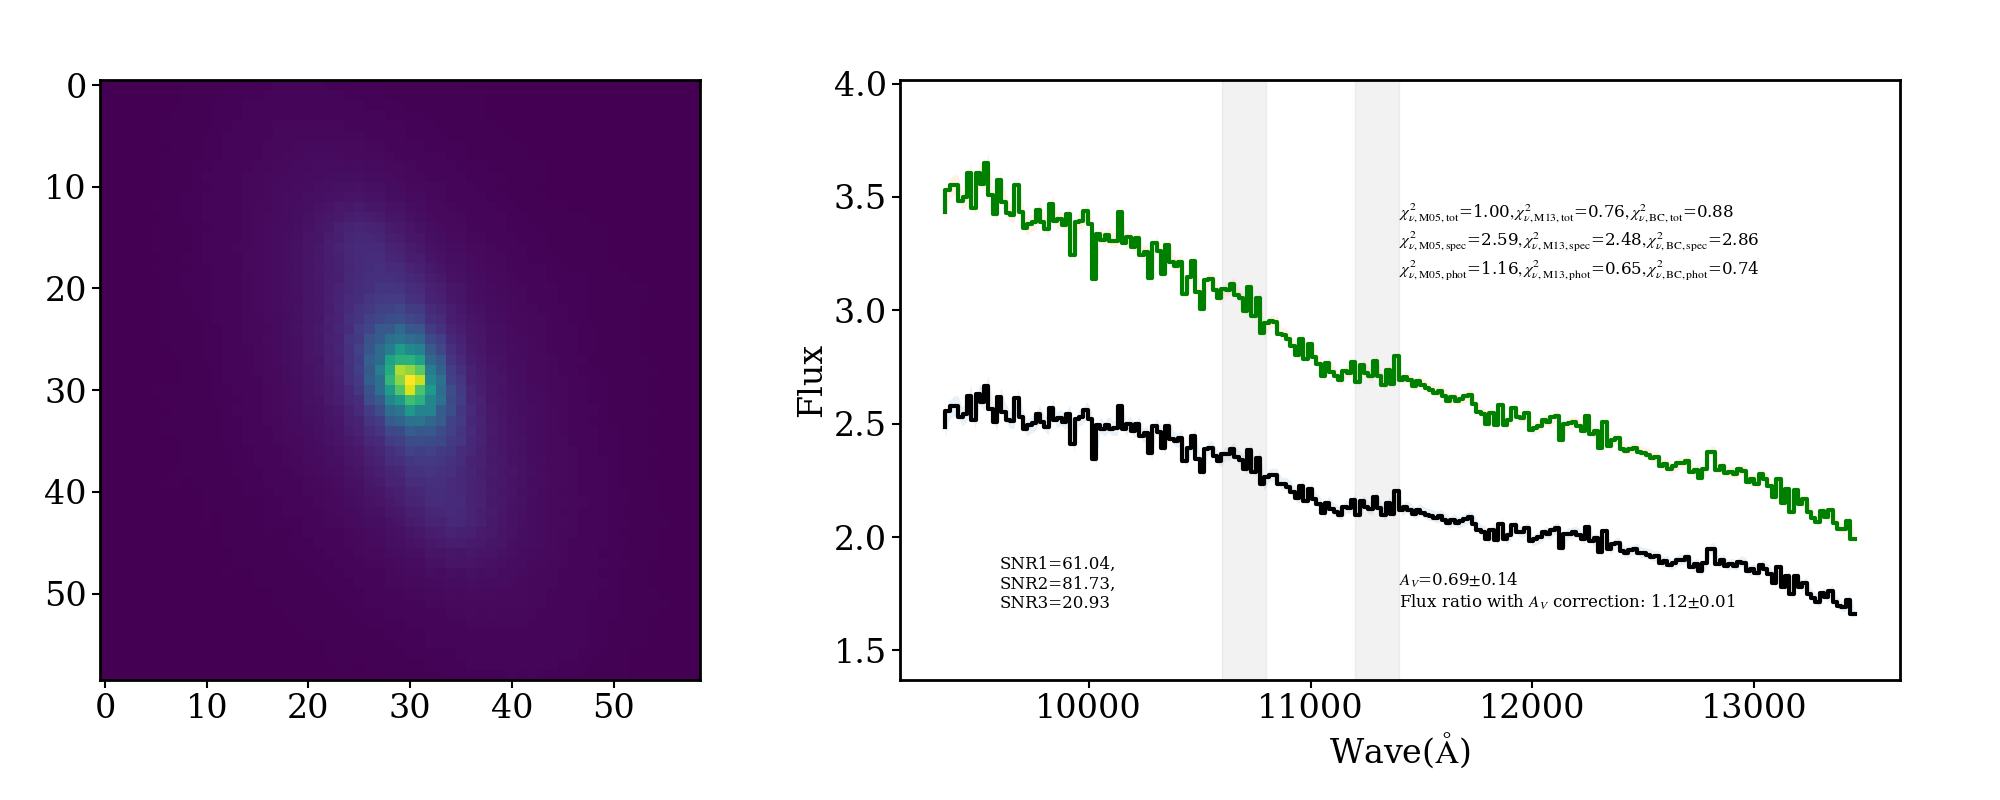 0
10
20
30
40
50
0 10 20 30 40 50
4.0
3.5
3.0
2.5
2.0
1.5
Flux
10000 11000 12000 13000
Wave(Å)
χ²ν,M05,tot=1.00,χ²ν,M13,tot=0.76,χ²ν,BC,tot=0.88
χ²ν,M05,spec=2.59,χ²ν,M13,spec=2.48,χ²ν,BC,spec=2.86
χ²ν,M05,phot=1.16,χ²ν,M13,phot=0.65,χ²ν,BC,phot=0.74
SNR1=61.04,
SNR2=81.73,
SNR3=20.93
AV=0.69±0.14
Flux ratio with AV correction: 1.12±0.01